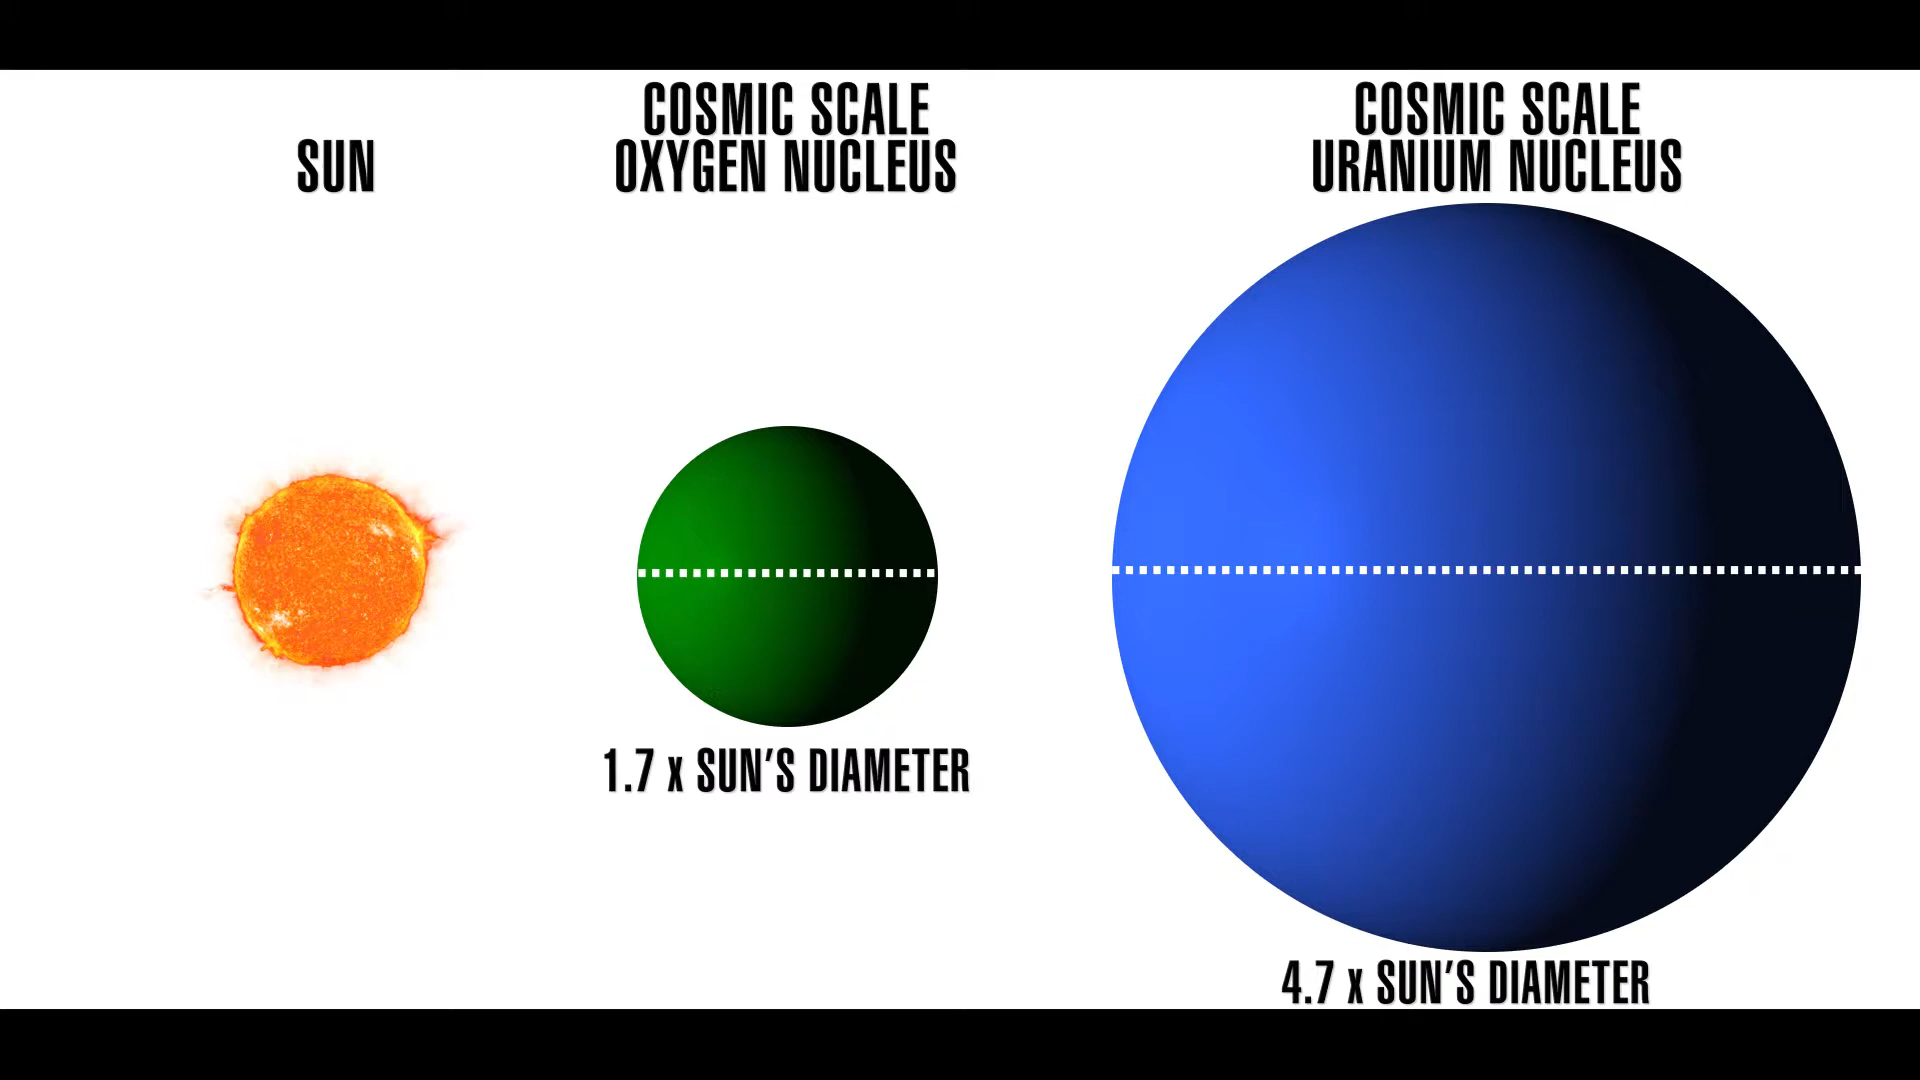 SUN
COSMIC SCALE
OXYGEN NUCLEUS
1.7 x SUN'S DIAMETER
COSMIC SCALE
URANIUM NUCLEUS
4.7 x SUN'S DIAMETER